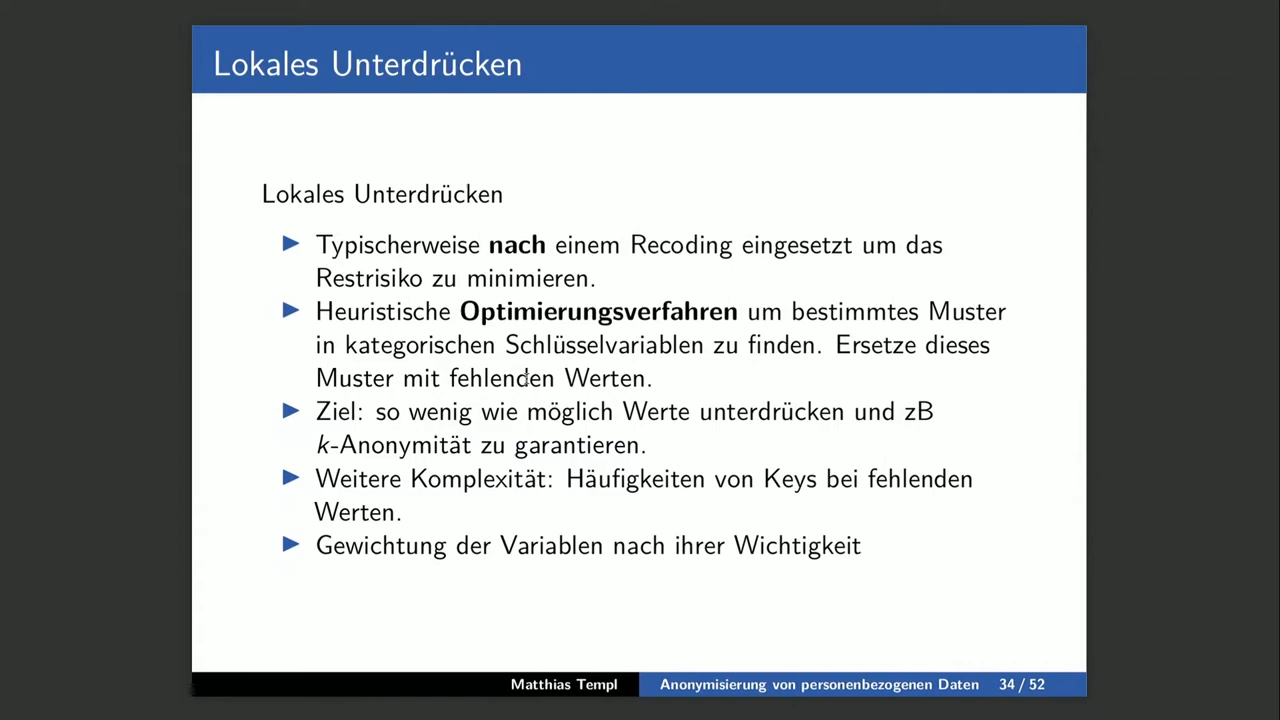 Lokales Unterdrücken
Lokales Unterdrücken
Typischerweise nach einem Recoding eingesetzt um das
Restrisiko zu minimieren.
Heuristische Optimierungsverfahren um bestimmtes Muster
in kategorischen Schlüsselvariablen zu finden. Ersetze dieses
Muster mit fehlenden Werten.
Ziel: so wenig wie möglich Werte unterdrücken und zB
k-Anonymität zu garantieren.
Weitere Komplexität: Häufigkeiten von Keys bei fehlenden
Werten.
Gewichtung der Variablen nach ihrer Wichtigkeit
Matthias Templ Anonymisierung von personenbezogenen Daten 34 / 52